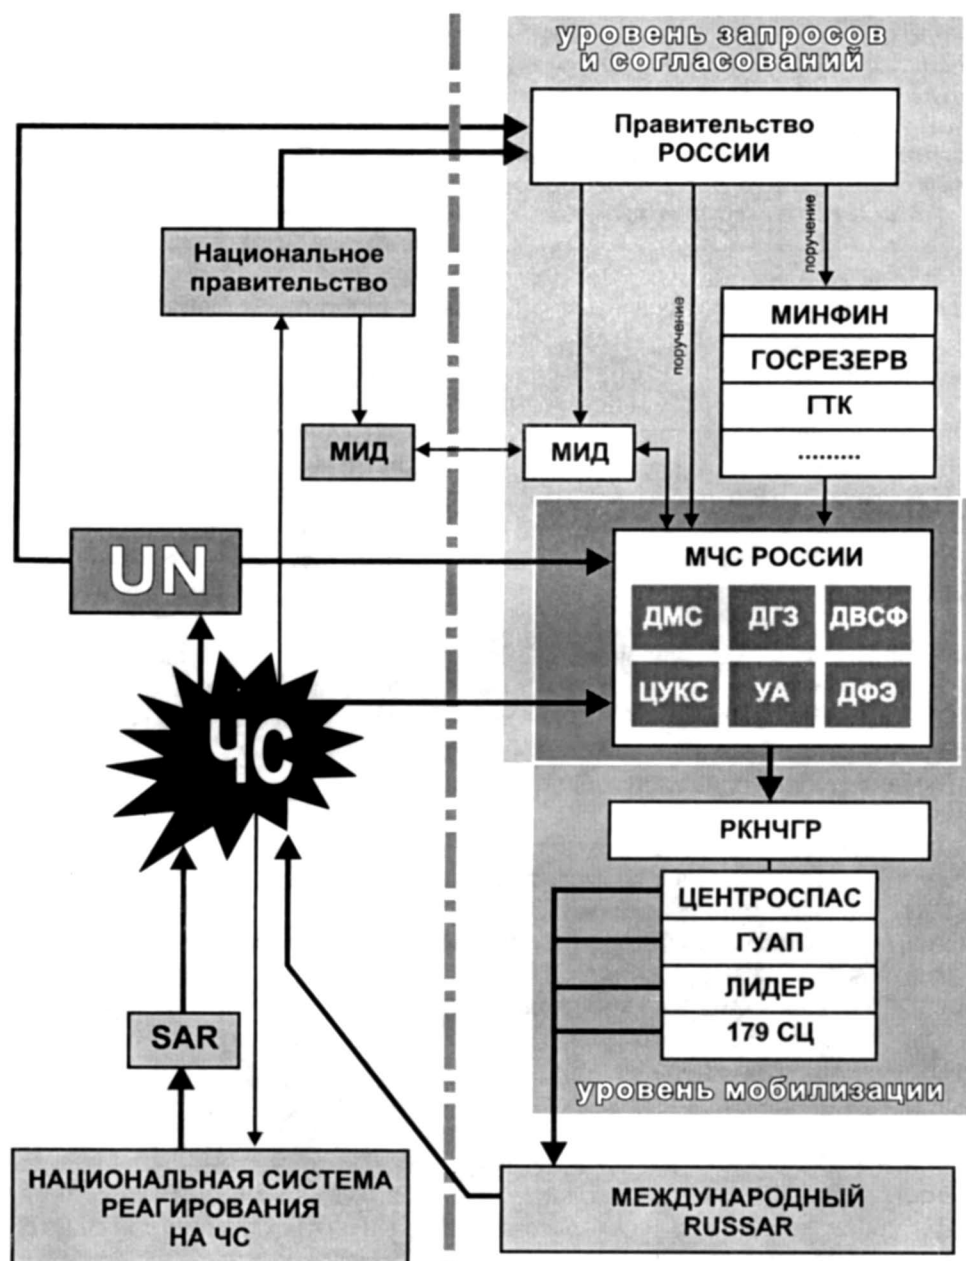 уровень запросов
и согласований
Правительство
РОССИИ
Национальное
правительство
поручение
поручение
МИНФИН
ГОСРЕЗЕРВ
ГТК
.........
МИД
МИД
UN
МЧС РОССИИ
ДМС
ДГЗ
ДВСФ
ЦУКС
УА
ДФЭ
ЧС
РКНЧГР
ЦЕНТРОСПАС
ГУАП
ЛИДЕР
179 СЦ
SAR
уровень мобилизации
НАЦИОНАЛЬНАЯ СИСТЕМА
РЕАГИРОВАНИЯ
НА ЧС
МЕЖДУНАРОДНЫЙ
RUSSAR